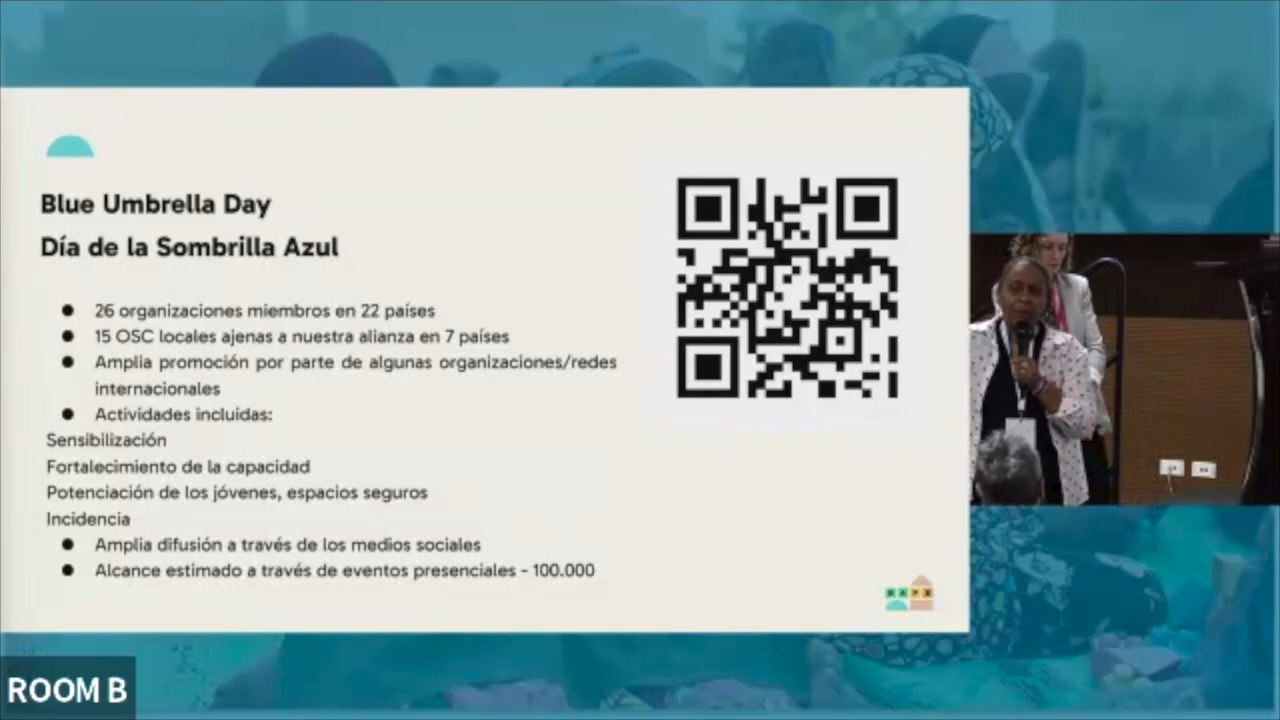 Blue Umbrella Day
Día de la Sombrilla Azul
● 26 organizaciones miembros en 22 países
● 15 OSC locales ajenas a nuestra alianza en 7 países
● Amplia promoción por parte de algunas organizaciones/redes
internacionales
● Actividades incluidas:
Sensibilización
Fortalecimiento de la capacidad
Potenciación de los jóvenes, espacios seguros
Incidencia
● Amplia difusión a través de los medios sociales
● Alcance estimado a través de eventos presenciales - 100.000
ROOM B